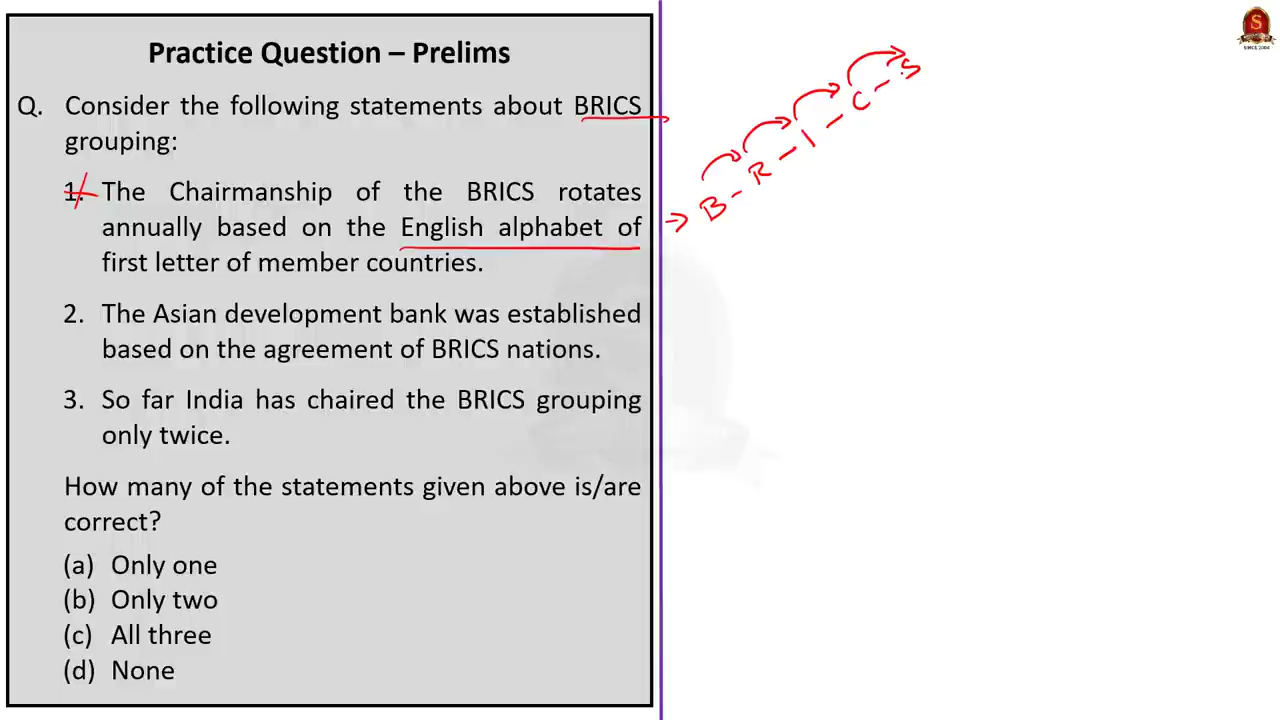 Practice Question – Prelims
Q. Consider the following statements about BRICS
grouping:
1. The Chairmanship of the BRICS rotates
annually based on the English alphabet of
first letter of member countries.
2. The Asian development bank was established
based on the agreement of BRICS nations.
3. So far India has chaired the BRICS grouping
only twice.
How many of the statements given above is/are
correct?
(a) Only one
(b) Only two
(c) All three
(d) None
→ B - R - I - C - S
S
SINCE 2004